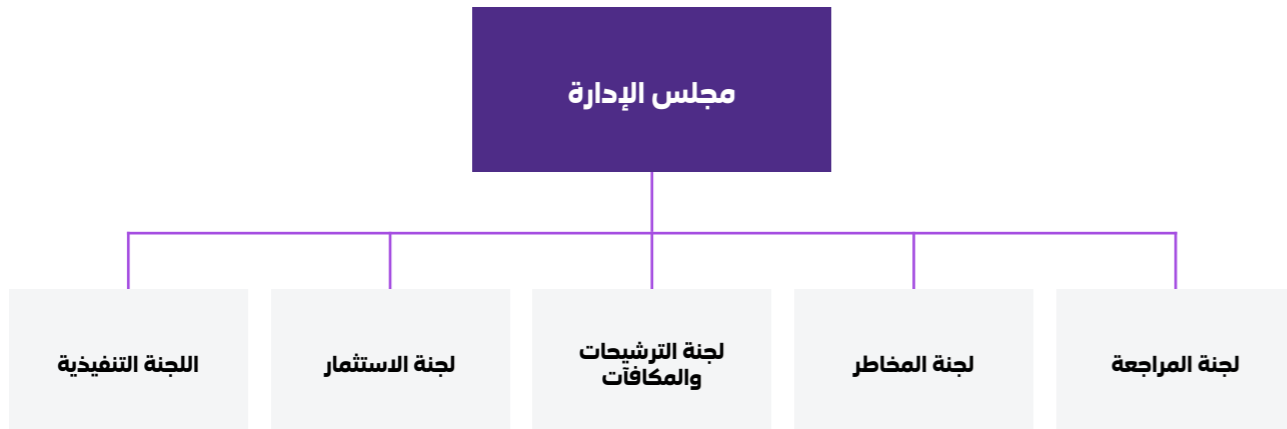 مجلس الإدارة
لجنة المراجعة
لجنة المخاطر
لجنة الترشيحات
والمكافآت
لجنة الاستثمار
اللجنة التنفيذية